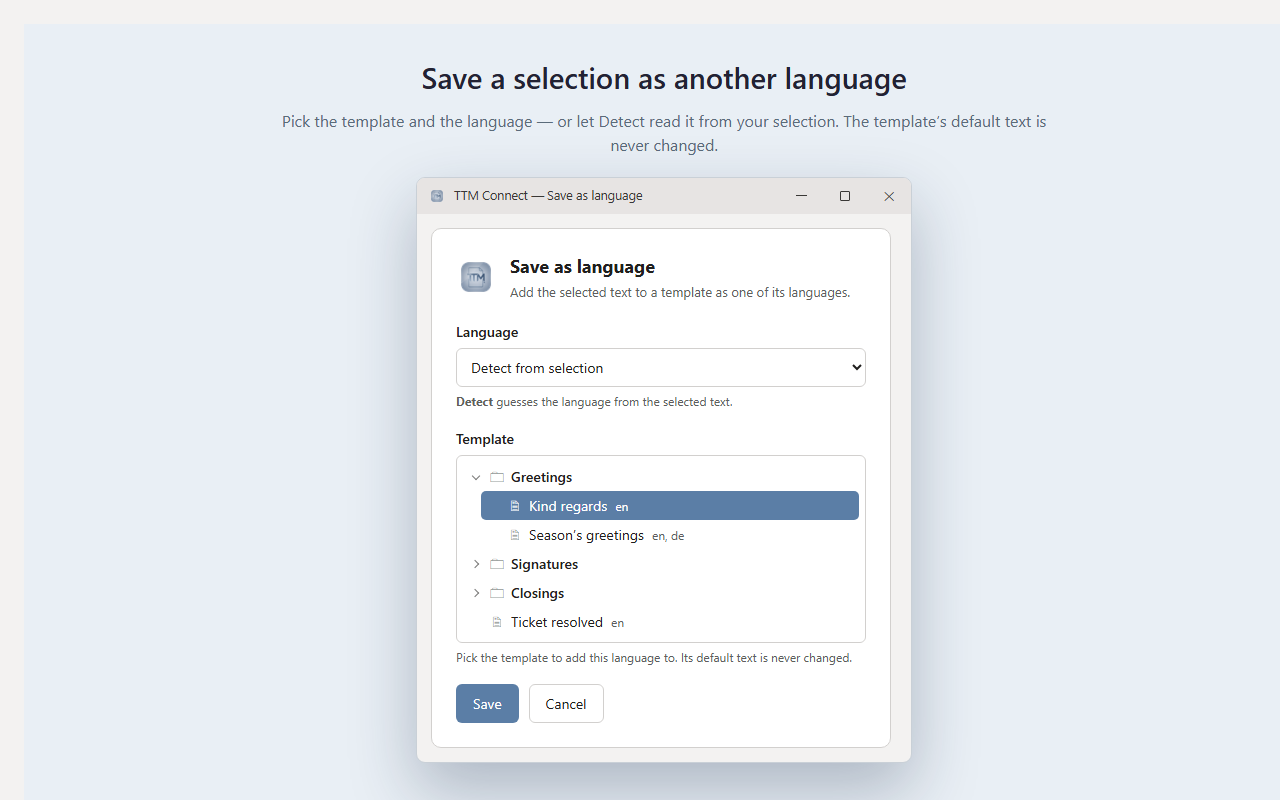 Save a selection as another language
Pick the template and the language — or let Detect read it from your selection. The template's default text is
never changed.
TTM Connect — Save as language
TTM
Save as language
Add the selected text to a template as one of its languages.
Language
Detect from selection
Detect guesses the language from the selected text.
Template
Greetings
Kind regards en
Season's greetings en, de
Signatures
Closings
Ticket resolved en
Pick the template to add this language to. Its default text is never changed.
Save Cancel